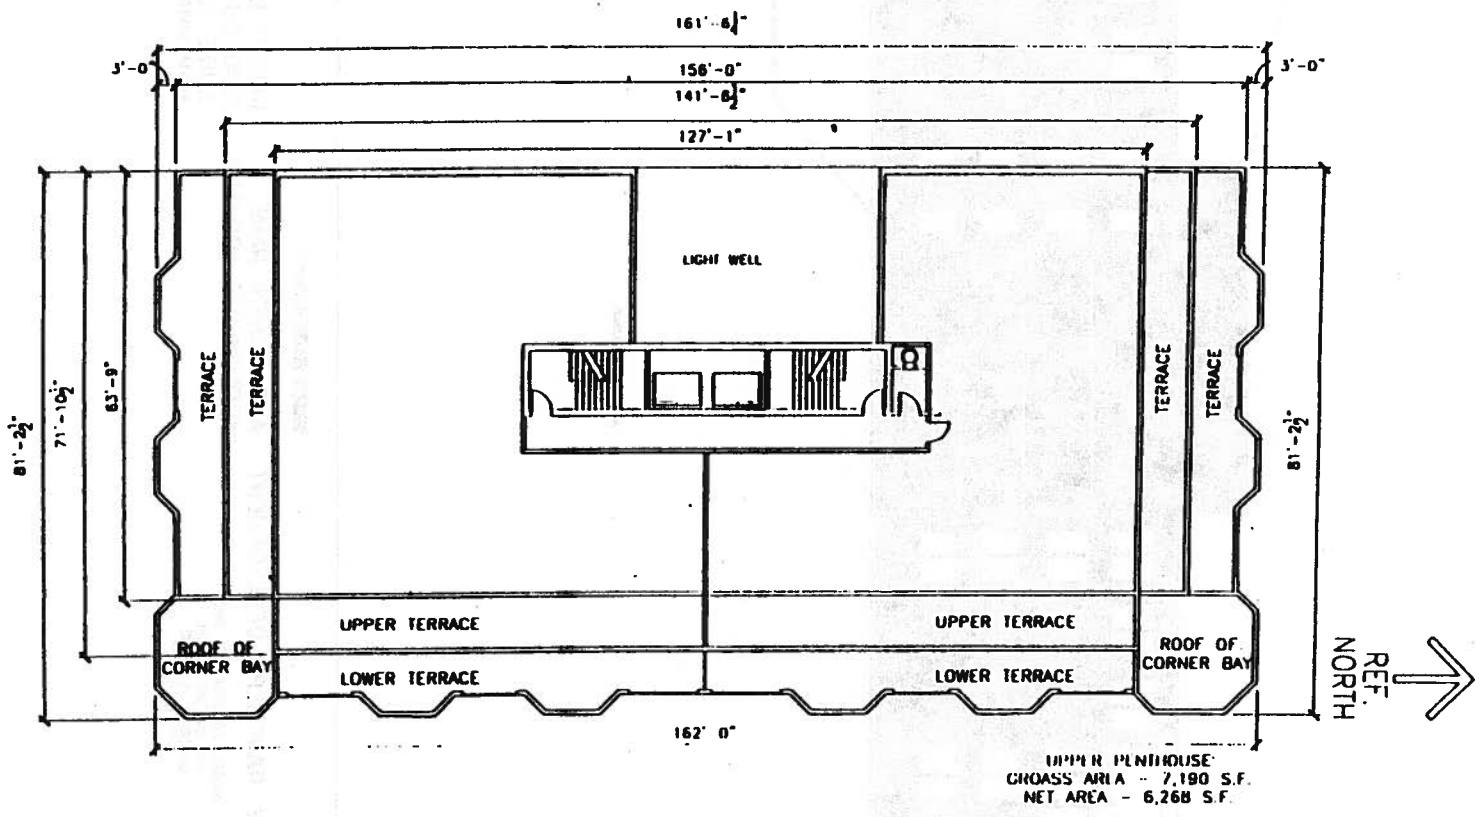 161'-6¼"
3'-0"
156'-0"
3'-0"
141'-6½"
127'-1"
LIGHT WELL
81'-2½"
71'-10½"
63'-9"
TERRACE
TERRACE
TERRACE
TERRACE
81'-2½"
UPPER TERRACE
UPPER TERRACE
ROOF OF
CORNER BAY
ROOF OF
CORNER BAY
LOWER TERRACE
LOWER TERRACE
REF.
NORTH
162' 0"
UPPER PENTHOUSE
GROASS AREA - 7,190 S.F.
NET AREA - 6,268 S.F.